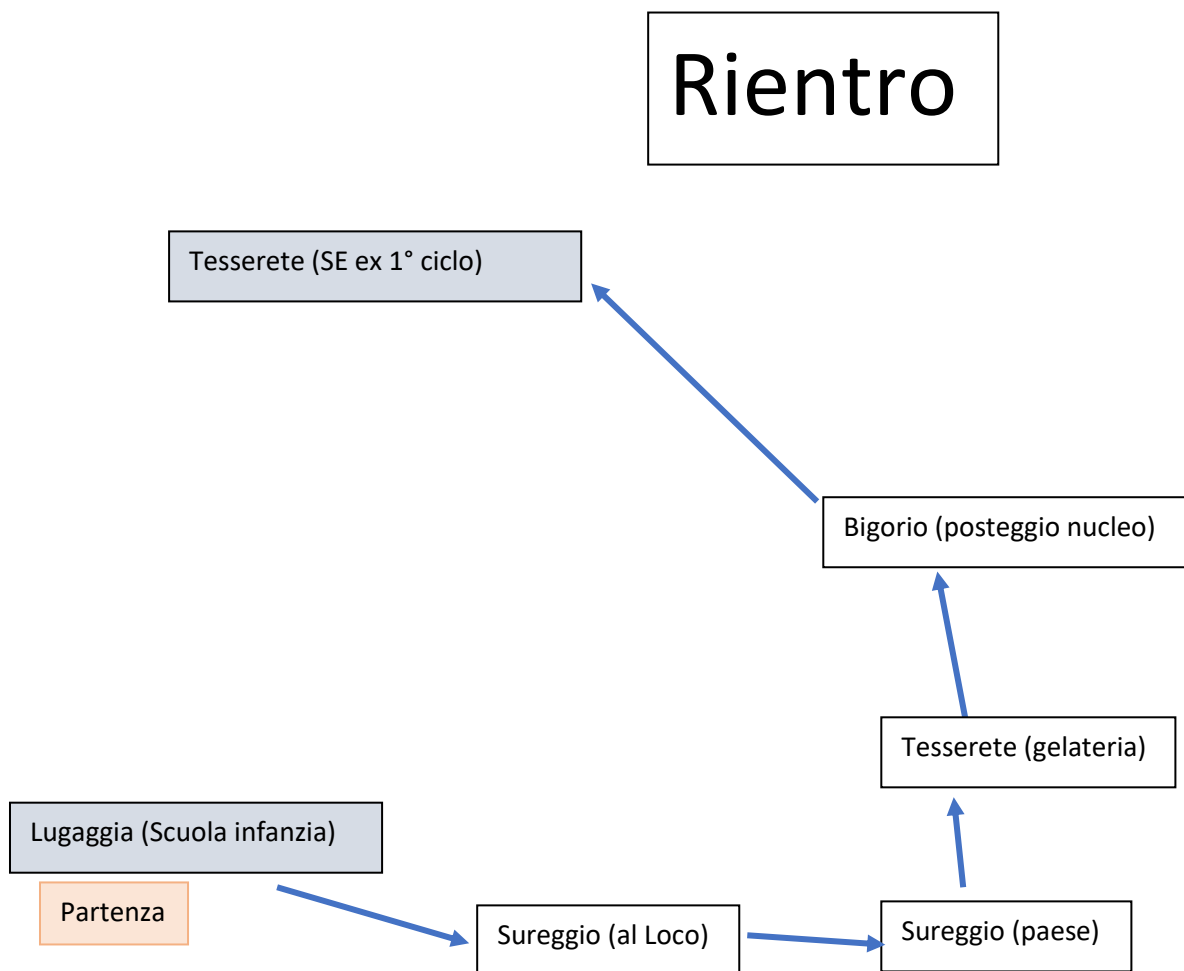 Rientro
Tesserete (SE ex 1° ciclo)
Bigorio (posteggio nucleo)
Tesserete (gelateria)
Lugaggia (Scuola infanzia)
Partenza
Sureggio (al Loco)
Sureggio (paese)